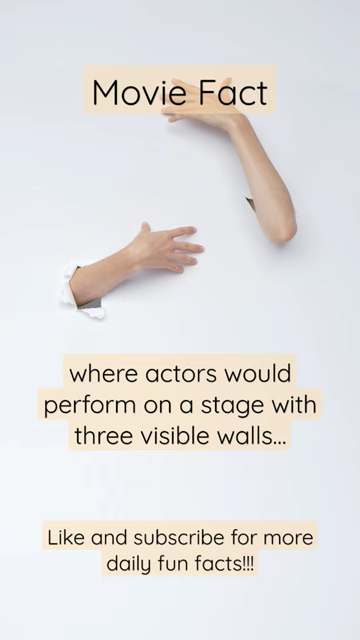 Movie Fact
where actors would
perform on a stage with
three visible walls...
Like and subscribe for more
daily fun facts!!!